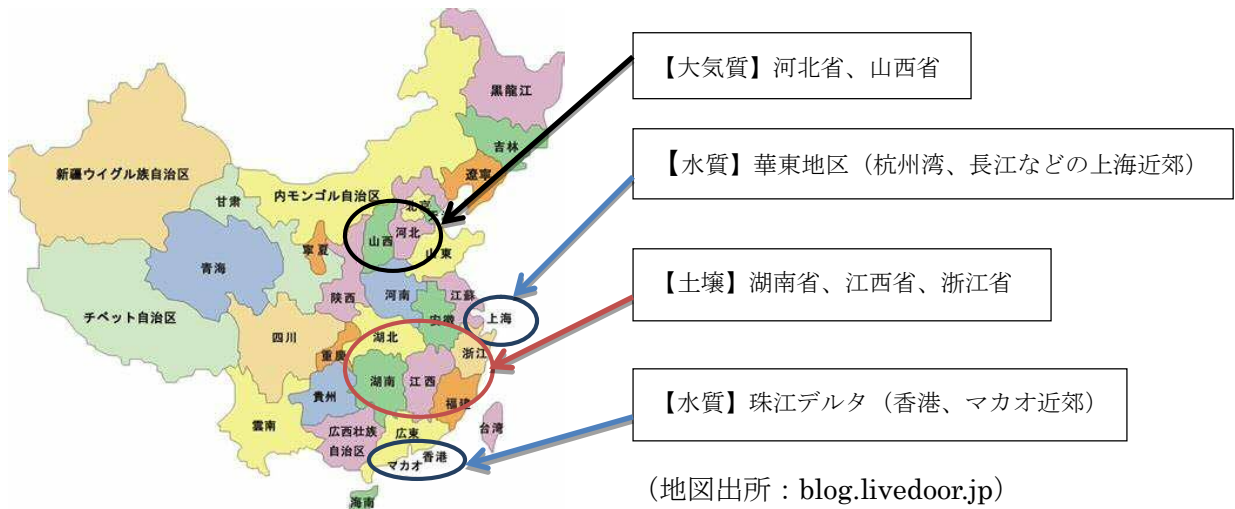 黒龍江
吉林
遼寧
新疆ウイグル族自治区
内モンゴル自治区
甘粛
北京
河北
山西
山東
寧夏
青海
陝西
河南
江蘇
安徽
上海
チベット自治区
四川
湖北
重慶
浙江
湖南
江西
貴州
福建
雲南
広西壮族
自治区
広東
台湾
香港
マカオ
海南
【大気質】河北省、山西省
【水質】華東地区（杭州湾、長江などの上海近郊）
【土壌】湖南省、江西省、浙江省
【水質】珠江デルタ（香港、マカオ近郊）
（地図出所：blog.livedoor.jp）